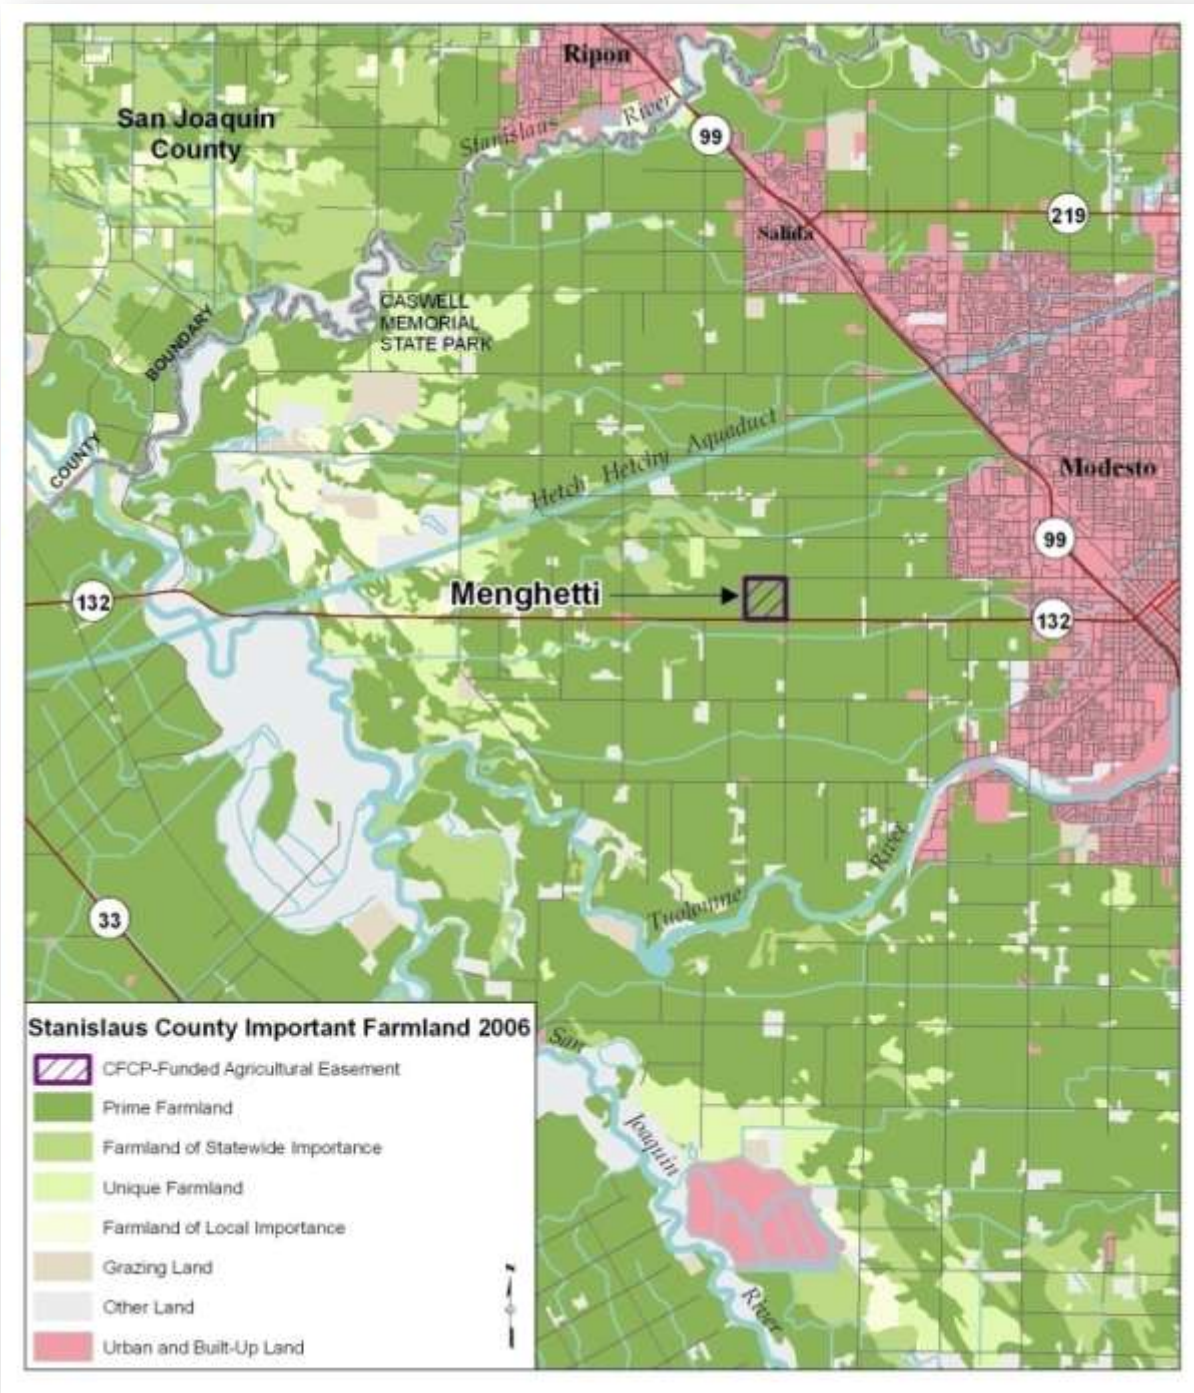 Ripon
San Joaquin
County
Stanislaus River
99
219
Salida
CASWELL
MEMORIAL
STATE PARK
BOUNDARY
COUNTY
Hetch Hetchy Aquaduct
Modesto
99
Menghetti
132
132
River
Tuolomne
33
Stanislaus County Important Farmland 2006
CFCP-Funded Agricultural Easement
Prime Farmland
Farmland of Statewide Importance
Unique Farmland
Farmland of Local Importance
Grazing Land
Other Land
Urban and Built-Up Land
San
Joaquin
River